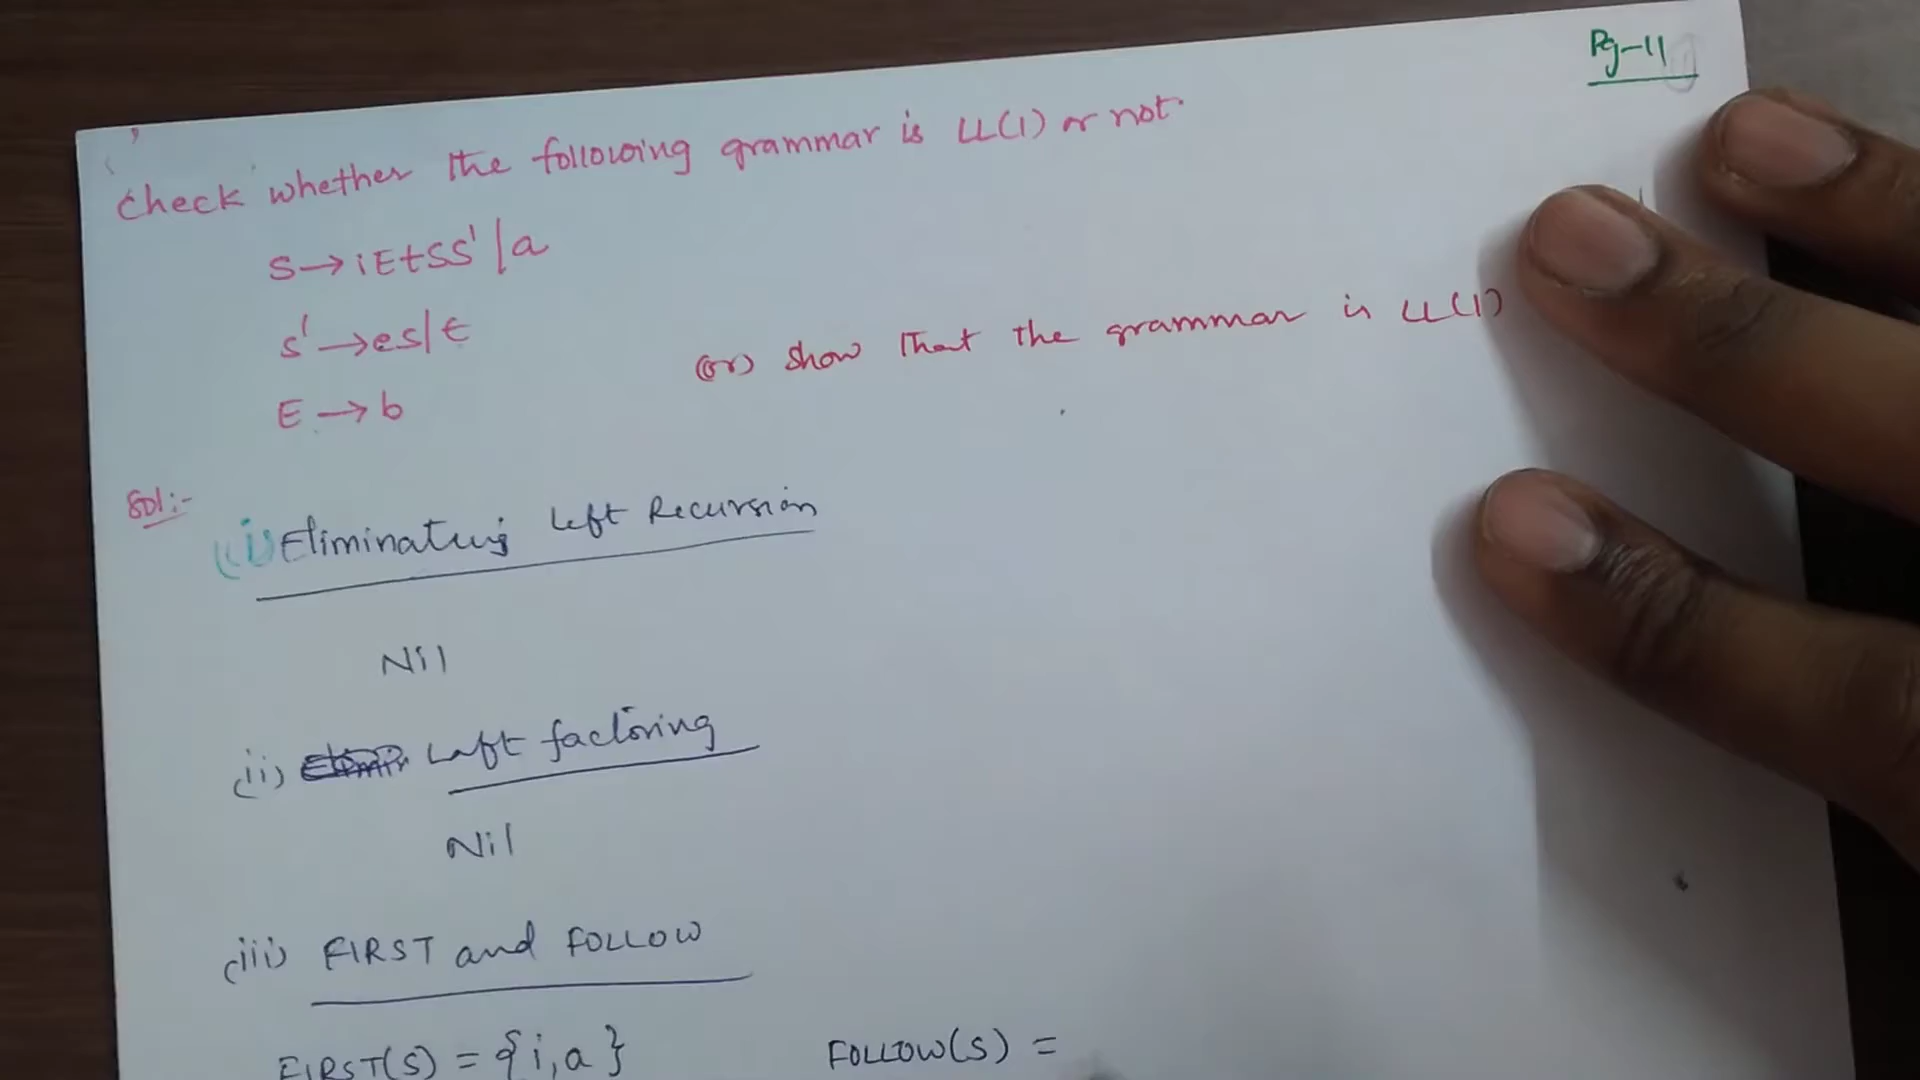 Pg-11
Check whether the following grammar is LL(1) or not.
S→iEtSS'|a
S'→eS|ε
(or) Show that the grammar is LL(1)
E→b
Sol:-
(i) Eliminating Left Recursion
Nil
(ii) Left factoring
Nil
(iii) FIRST and FOLLOW
FIRST(S) = {i,a}
FOLLOW(S) =